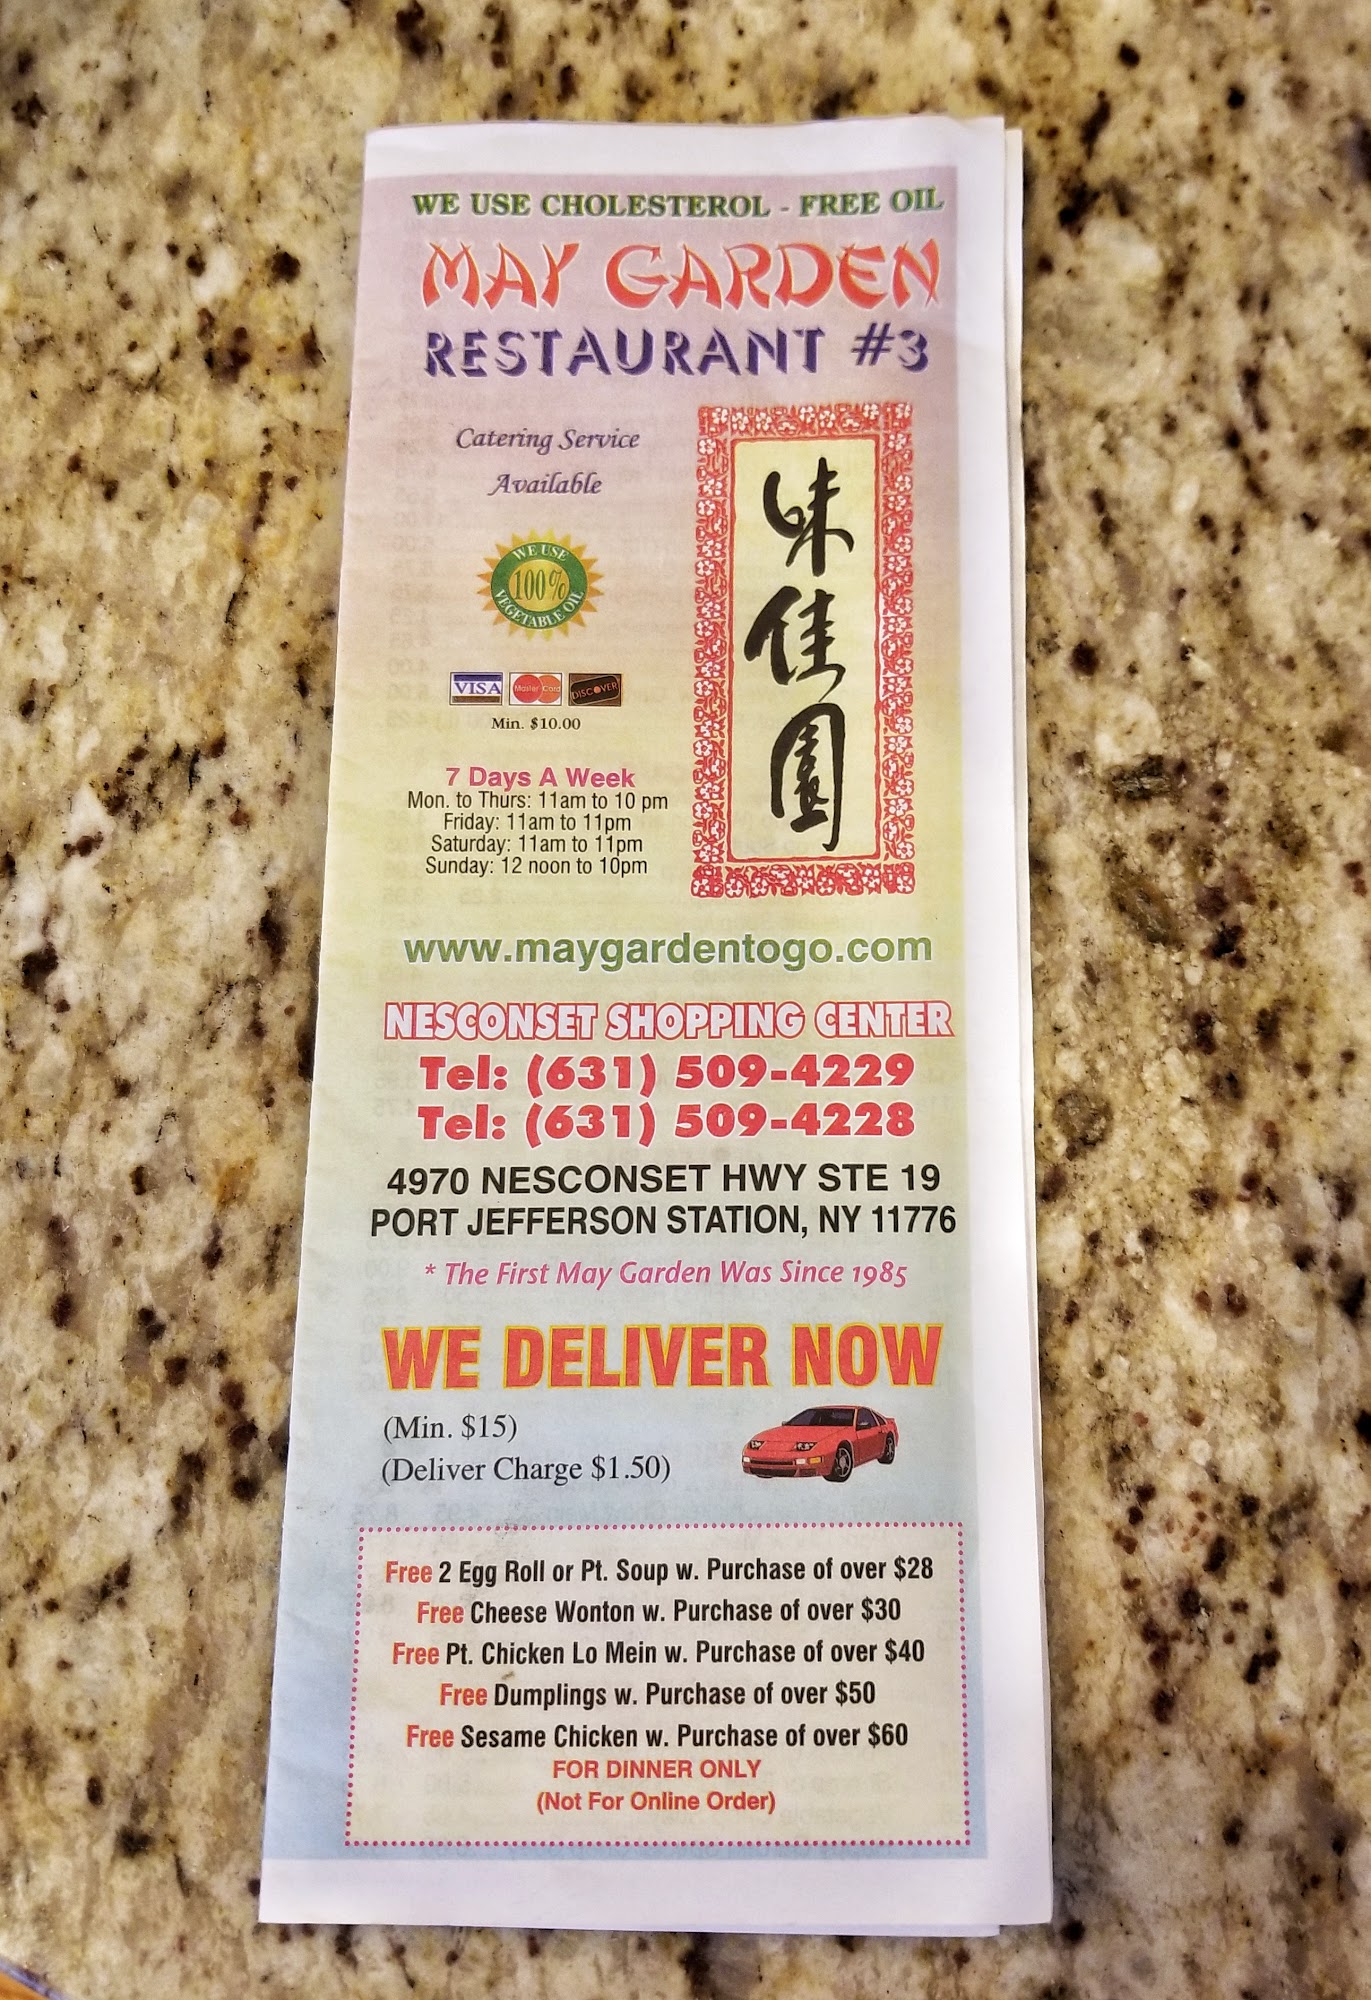 WE USE CHOLESTEROL - FREE OIL
MAY GARDEN
RESTAURANT #3
Catering Service
Available
味佳園
WE USE
100%
VEGETABLE OIL
VISA MasterCard DISCOVER
Min. $10.00
7 Days A Week
Mon. to Thurs: 11am to 10 pm
Friday: 11am to 11pm
Saturday: 11am to 11pm
Sunday: 12 noon to 10pm
www.maygardentogo.com
NESCONSET SHOPPING CENTER
Tel: (631) 509-4229
Tel: (631) 509-4228
4970 NESCONSET HWY STE 19
PORT JEFFERSON STATION, NY 11776
* The First May Garden Was Since 1985
WE DELIVER NOW
(Min. $15)
(Deliver Charge $1.50)
Free 2 Egg Roll or Pt. Soup w. Purchase of over $28
Free Cheese Wonton w. Purchase of over $30
Free Pt. Chicken Lo Mein w. Purchase of over $40
Free Dumplings w. Purchase of over $50
Free Sesame Chicken w. Purchase of over $60
FOR DINNER ONLY
(Not For Online Order)